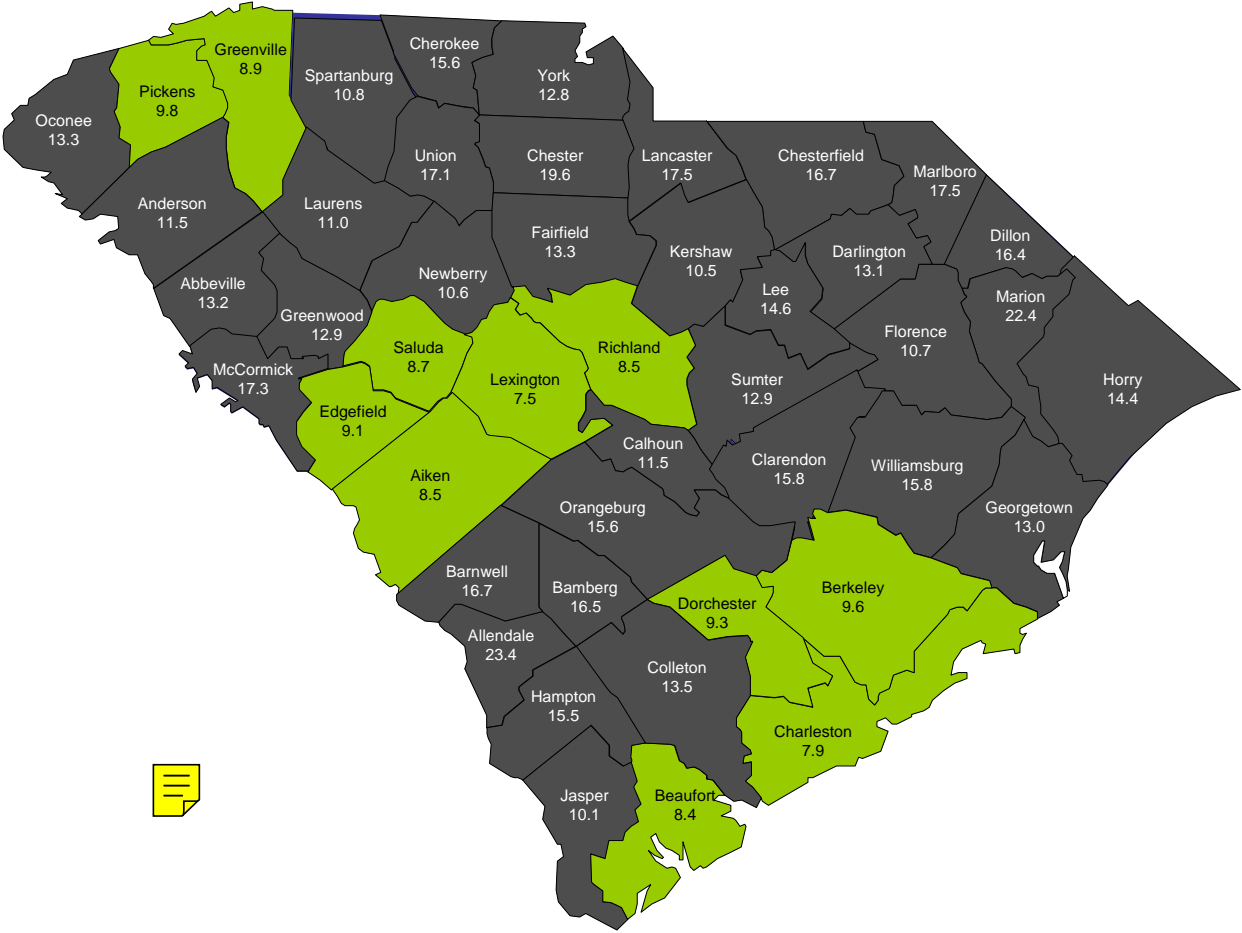 Greenville
8.9
Cherokee
15.6
Spartanburg
10.8
York
12.8
Pickens
9.8
Oconee
13.3
Union
17.1
Chester
19.6
Lancaster
17.5
Chesterfield
16.7
Marlboro
17.5
Anderson
11.5
Laurens
11.0
Fairfield
13.3
Kershaw
10.5
Darlington
13.1
Dillon
16.4
Abbeville
13.2
Newberry
10.6
Lee
14.6
Marion
22.4
Greenwood
12.9
Florence
10.7
McCormick
17.3
Saluda
8.7
Lexington
7.5
Richland
8.5
Sumter
12.9
Horry
14.4
Edgefield
9.1
Aiken
8.5
Calhoun
11.5
Clarendon
15.8
Williamsburg
15.8
Georgetown
13.0
Orangeburg
15.6
Barnwell
16.7
Bamberg
16.5
Dorchester
9.3
Berkeley
9.6
Allendale
23.4
Colleton
13.5
Hampton
15.5
Charleston
7.9
Jasper
10.1
Beaufort
8.4